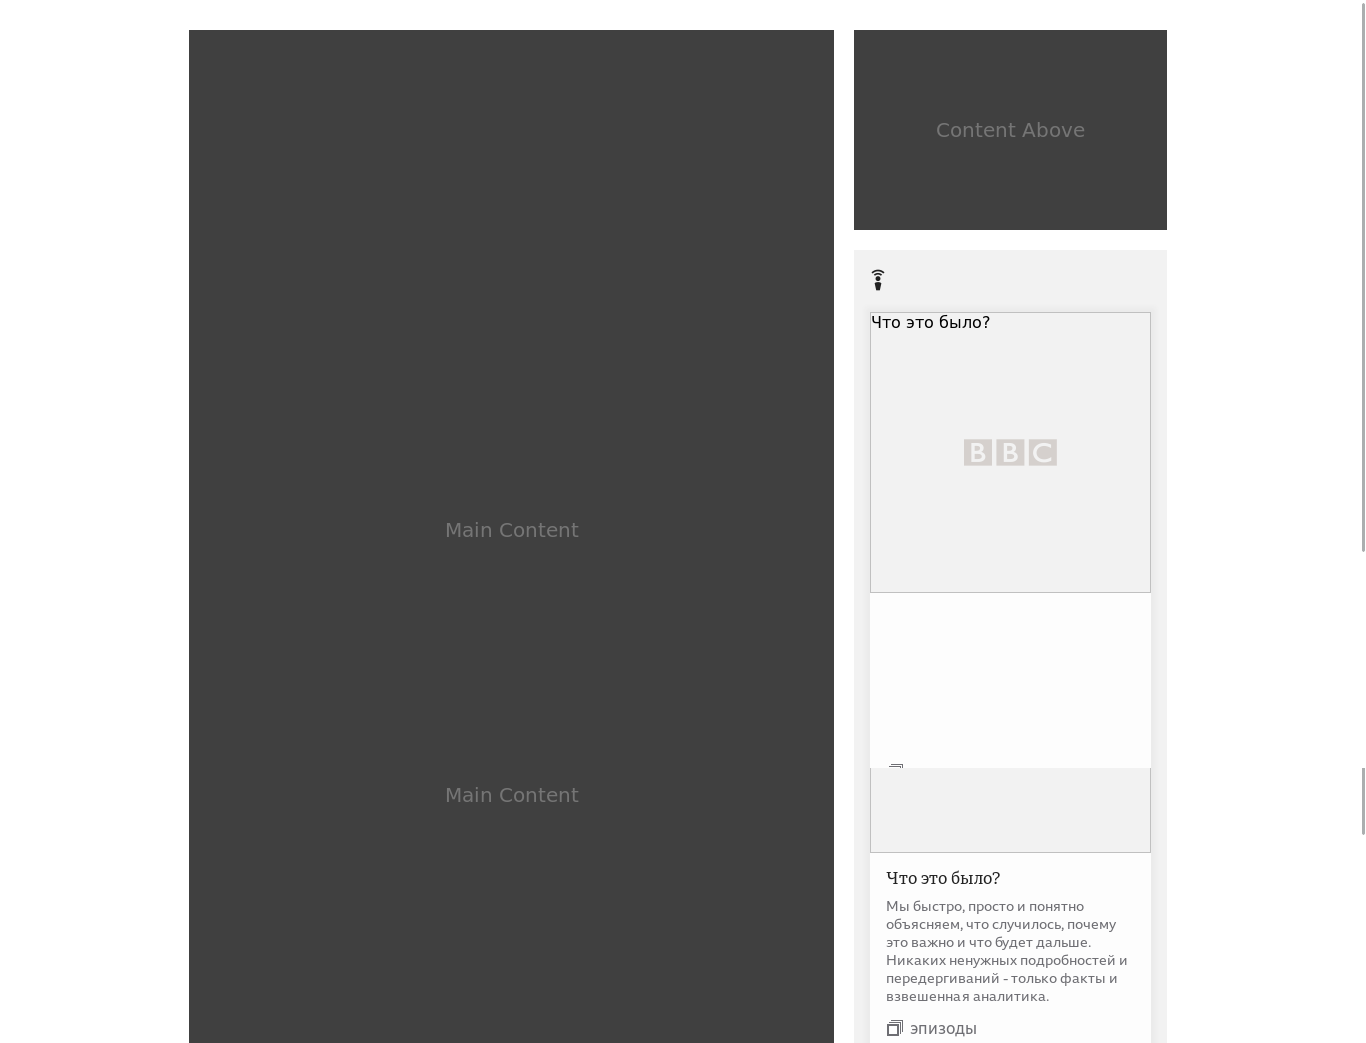 Content Above
Что это было?
BBC
Main Content
Main Content
Что это было?
Мы быстро, просто и понятно
объясняем, что случилось, почему
это важно и что будет дальше.
Никаких ненужных подробностей и
передергиваний - только факты и
взвешенная аналитика.
эпизоды